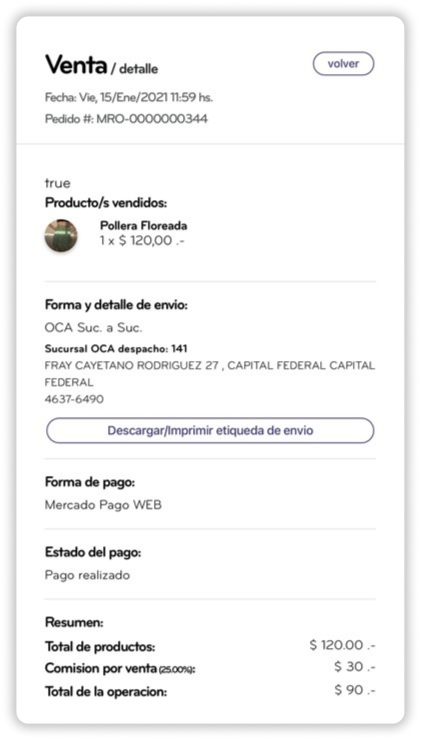 Venta / detalle
volver
Fecha: Vie, 15/Ene/2021 11:59 hs.
Pedido #: MRO-0000000344
true
Producto/s vendidos:
Pollera Floreada
1 x $ 120,00 .-
Forma y detalle de envio:
OCA Suc. a Suc.
Sucursal OCA despacho: 141
FRAY CAYETANO RODRIGUEZ 27 , CAPITAL FEDERAL CAPITAL
FEDERAL
4637-6490
Descargar/Imprimir etiqueda de envio
Forma de pago:
Mercado Pago WEB
Estado del pago:
Pago realizado
Resumen:
Total de productos: $ 120.00 .-
Comision por venta (25.00%): $ 30 .-
Total de la operacion: $ 90 .-